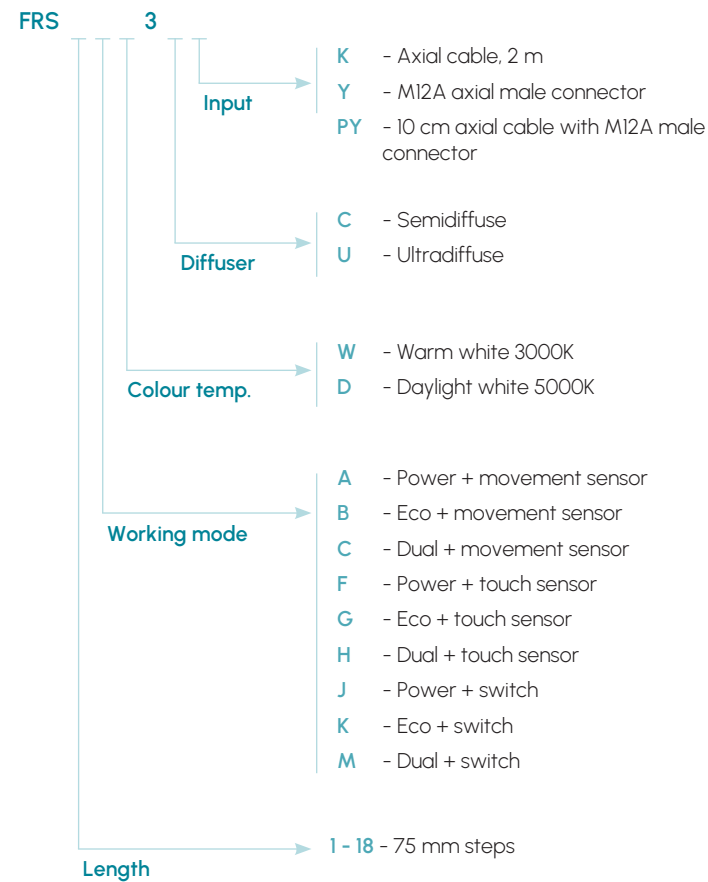 FRS 3
K - Axial cable, 2 m
Y - M12A axial male connector
PY - 10 cm axial cable with M12A male
connector
Input
C - Semidiffuse
U - Ultradiffuse
Diffuser
W - Warm white 3000K
D - Daylight white 5000K
Colour temp.
A - Power + movement sensor
B - Eco + movement sensor
C - Dual + movement sensor
F - Power + touch sensor
G - Eco + touch sensor
H - Dual + touch sensor
J - Power + switch
K - Eco + switch
M - Dual + switch
Working mode
1 - 18 - 75 mm steps
Length